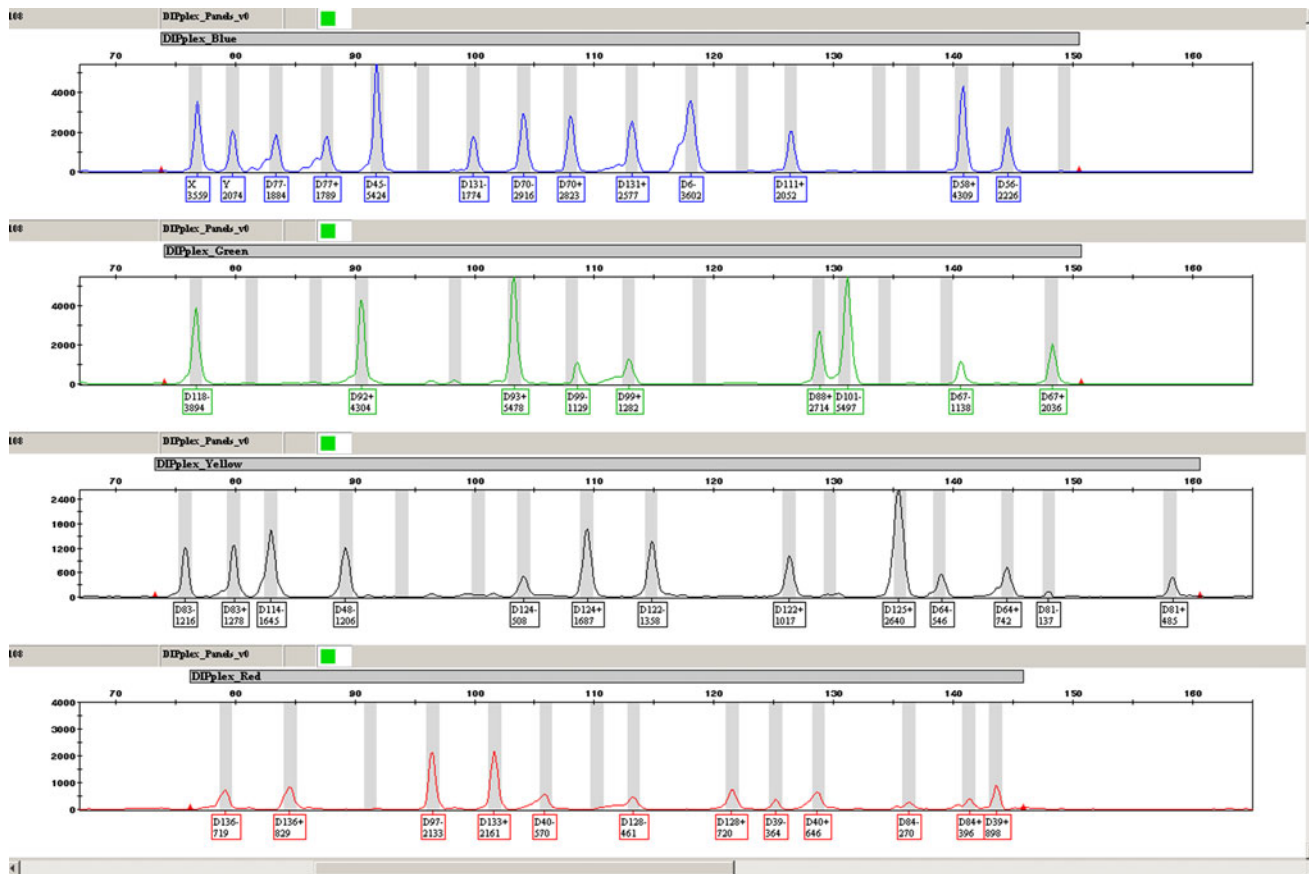 108 DIPplex_Panels_v0
DIPplex_Blue
70 80 90 100 110 120 130 140 150 160
4000
2000
0
X Y D77- D77+ D45- D131- D70- D70+ D131+ D6- D111+ D58+ D56-
3559 2074 1884 1789 5424 1774 2916 2823 2577 3602 2052 4309 2226
108 DIPplex_Panels_v0
DIPplex_Green
70 80 90 100 110 120 130 140 150 160
4000
2000
0
D118- D92+ D93+ D99- D99+ D88+ D101- D67- D67+
3894 4304 5478 1129 1282 2714 5497 1138 2036
108 DIPplex_Panels_v0
DIPplex_Yellow
70 80 90 100 110 120 130 140 150 160
2400
1800
1200
600
0
D83- D83+ D114- D48- D124- D124+ D122- D122+ D125+ D64- D64+ D81- D81+
1216 1278 1645 1206 508 1687 1358 1017 2640 546 742 137 485
108 DIPplex_Panels_v0
DIPplex_Red
70 80 90 100 110 120 130 140 150 160
4000
3000
2000
1000
0
D136- D136+ D97- D133+ D40- D128- D128+ D39- D40+ D84- D84+ D39+
719 829 2133 2161 570 461 720 364 646 270 396 898